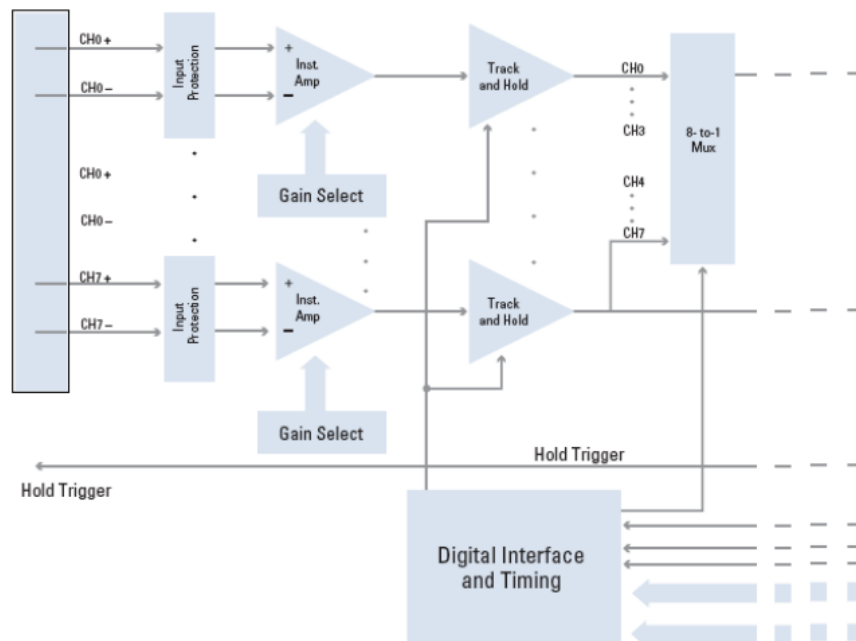 CH0+
Input
Protection
+
Inst.
Amp
−
CH0−
Track
and Hold
CH0
CH3
8- to-1
Mux
CH0+
Gain Select
CH4
CH0−
CH7
CH7+
Input
Protection
+
Inst.
Amp
−
CH7−
Track
and Hold
Gain Select
Hold Trigger
Hold Trigger
Digital Interface
and Timing